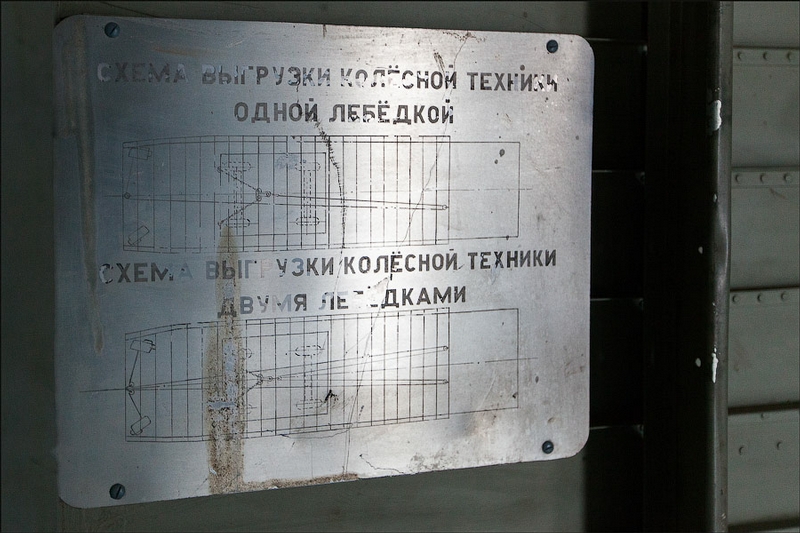 СХЕМА ВЫГРУЗКИ КОЛЁСНОЙ ТЕХНИКИ
ОДНОЙ ЛЕБЁДКОЙ
СХЕМА ВЫГРУЗКИ КОЛЁСНОЙ ТЕХНИКИ
ДВУМЯ ЛЕБЁДКАМИ